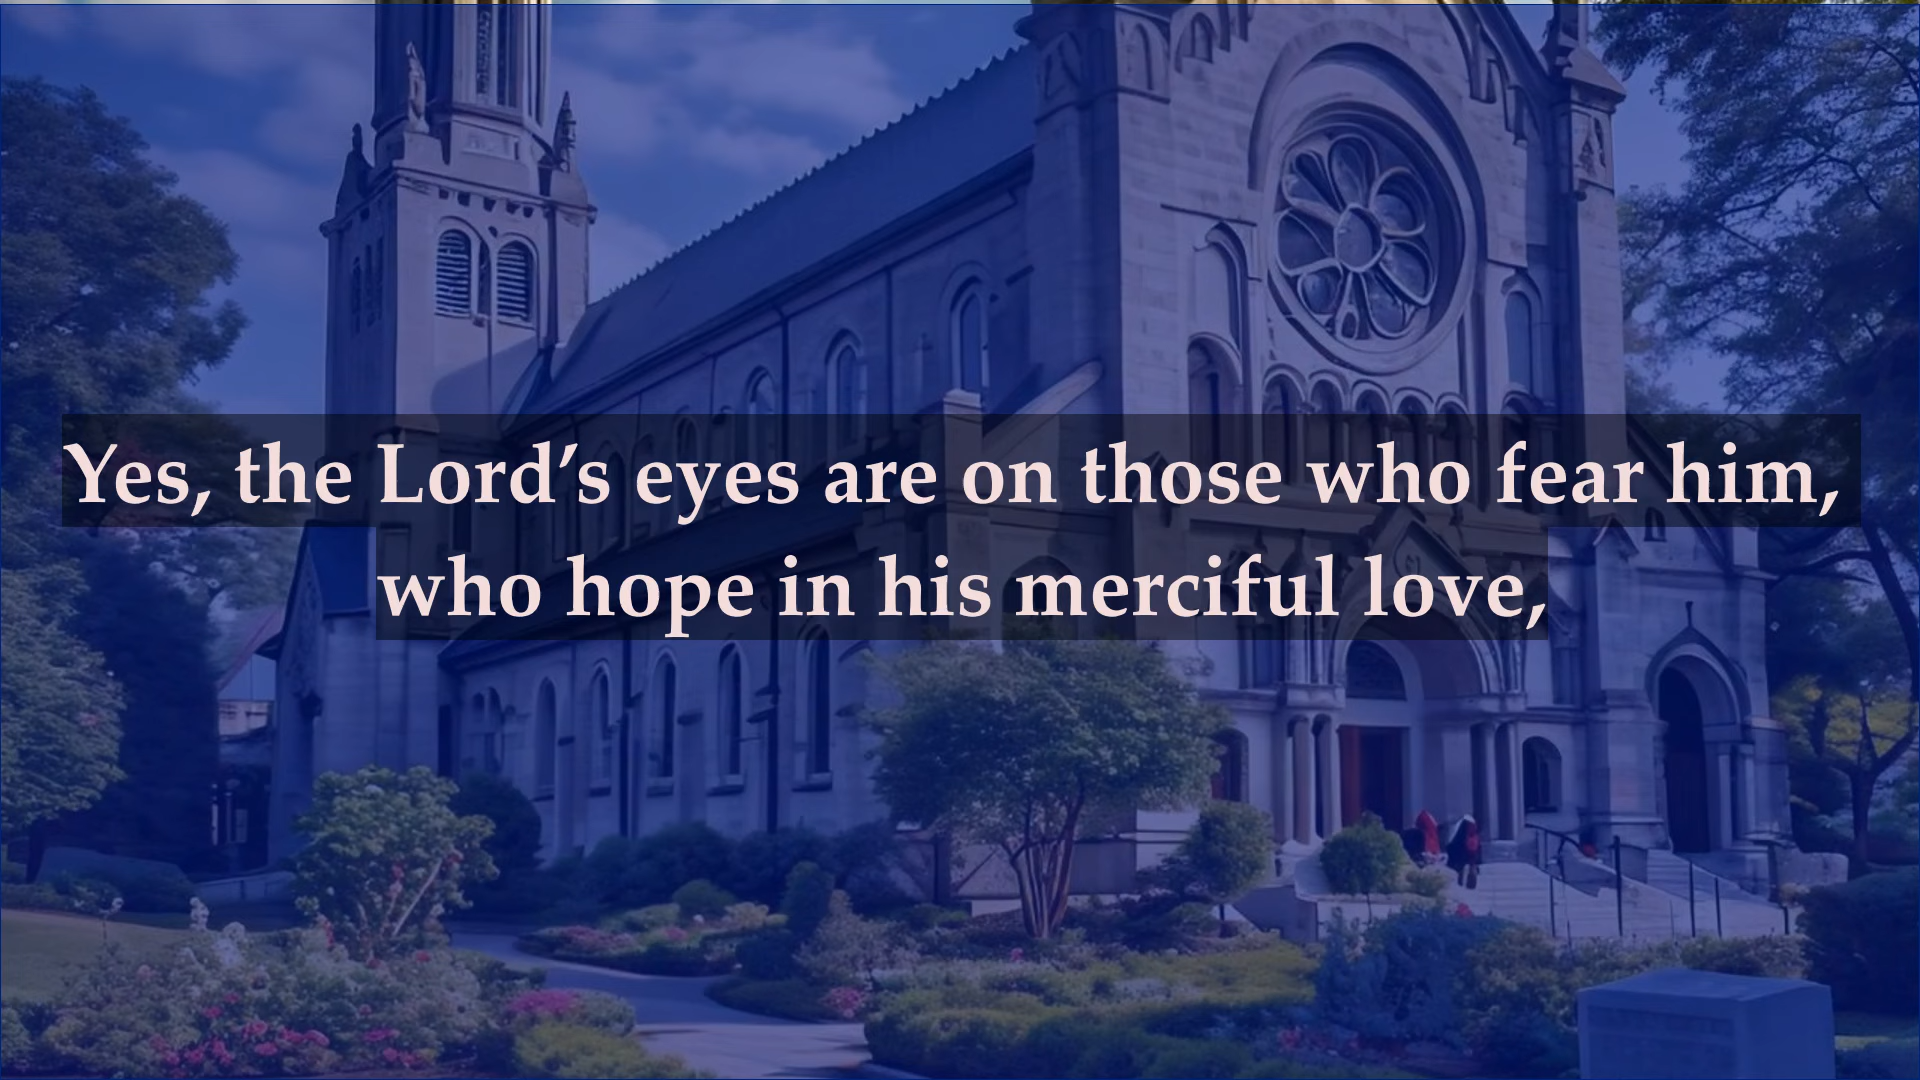 Yes, the Lord’s eyes are on those who fear him,
who hope in his merciful love,